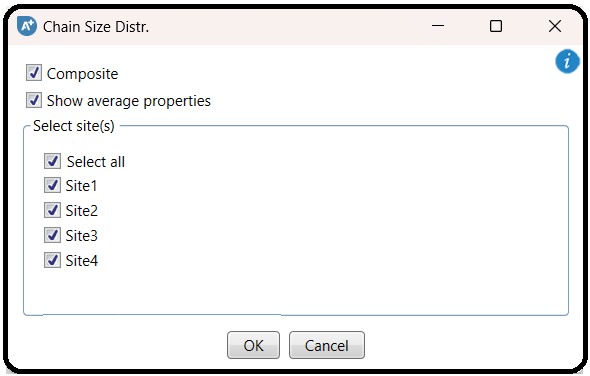 A+ Chain Size Distr.
i
Composite
Show average properties
Select site(s)
Select all
Site1
Site2
Site3
Site4
OK Cancel